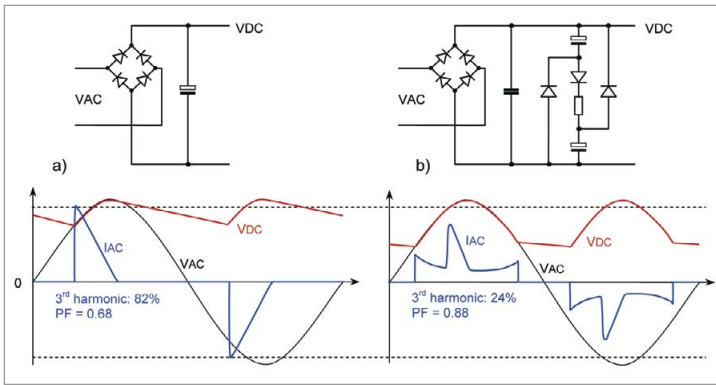 VDC
VAC
a)
VDC
VAC
b)
VDC
IAC
VAC
0
3rd harmonic: 82%
PF = 0.68
IAC
VDC
VAC
3rd harmonic: 24%
PF = 0.88